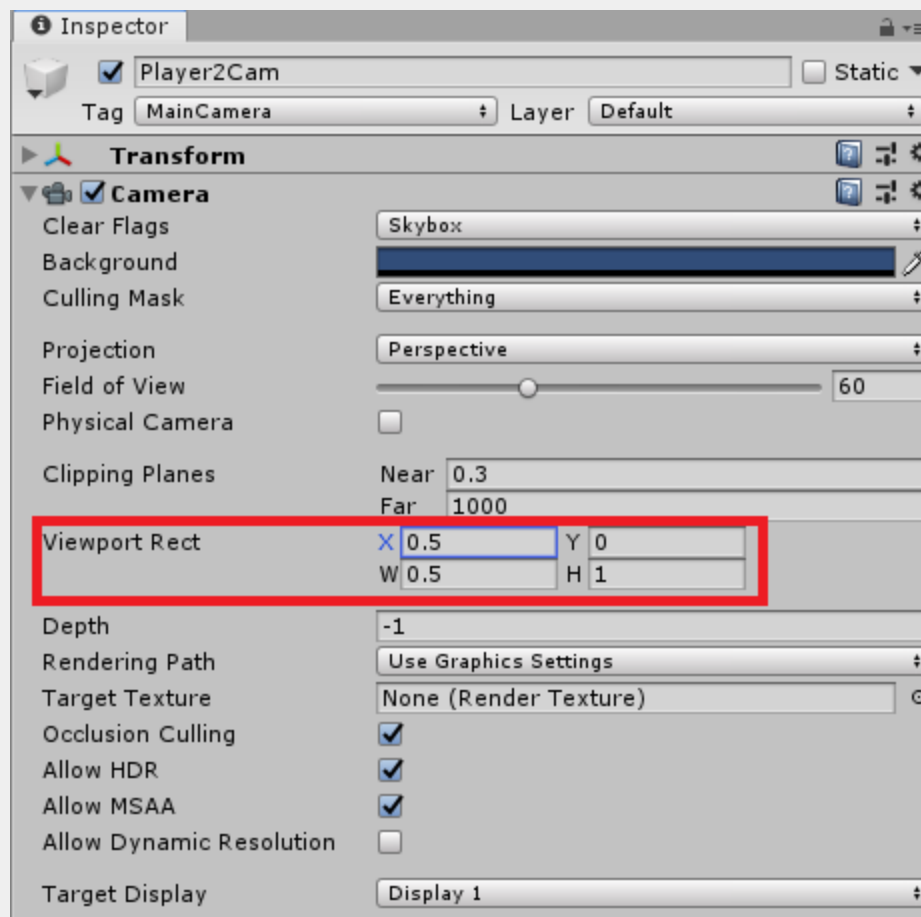 Inspector
Player2Cam Static
Tag MainCamera Layer Default
Transform
Camera
Clear Flags Skybox
Background
Culling Mask Everything
Projection Perspective
Field of View 60
Physical Camera
Clipping Planes Near 0.3
Far 1000
Viewport Rect X 0.5 Y 0
W 0.5 H 1
Depth -1
Rendering Path Use Graphics Settings
Target Texture None (Render Texture)
Occlusion Culling
Allow HDR
Allow MSAA
Allow Dynamic Resolution
Target Display Display 1